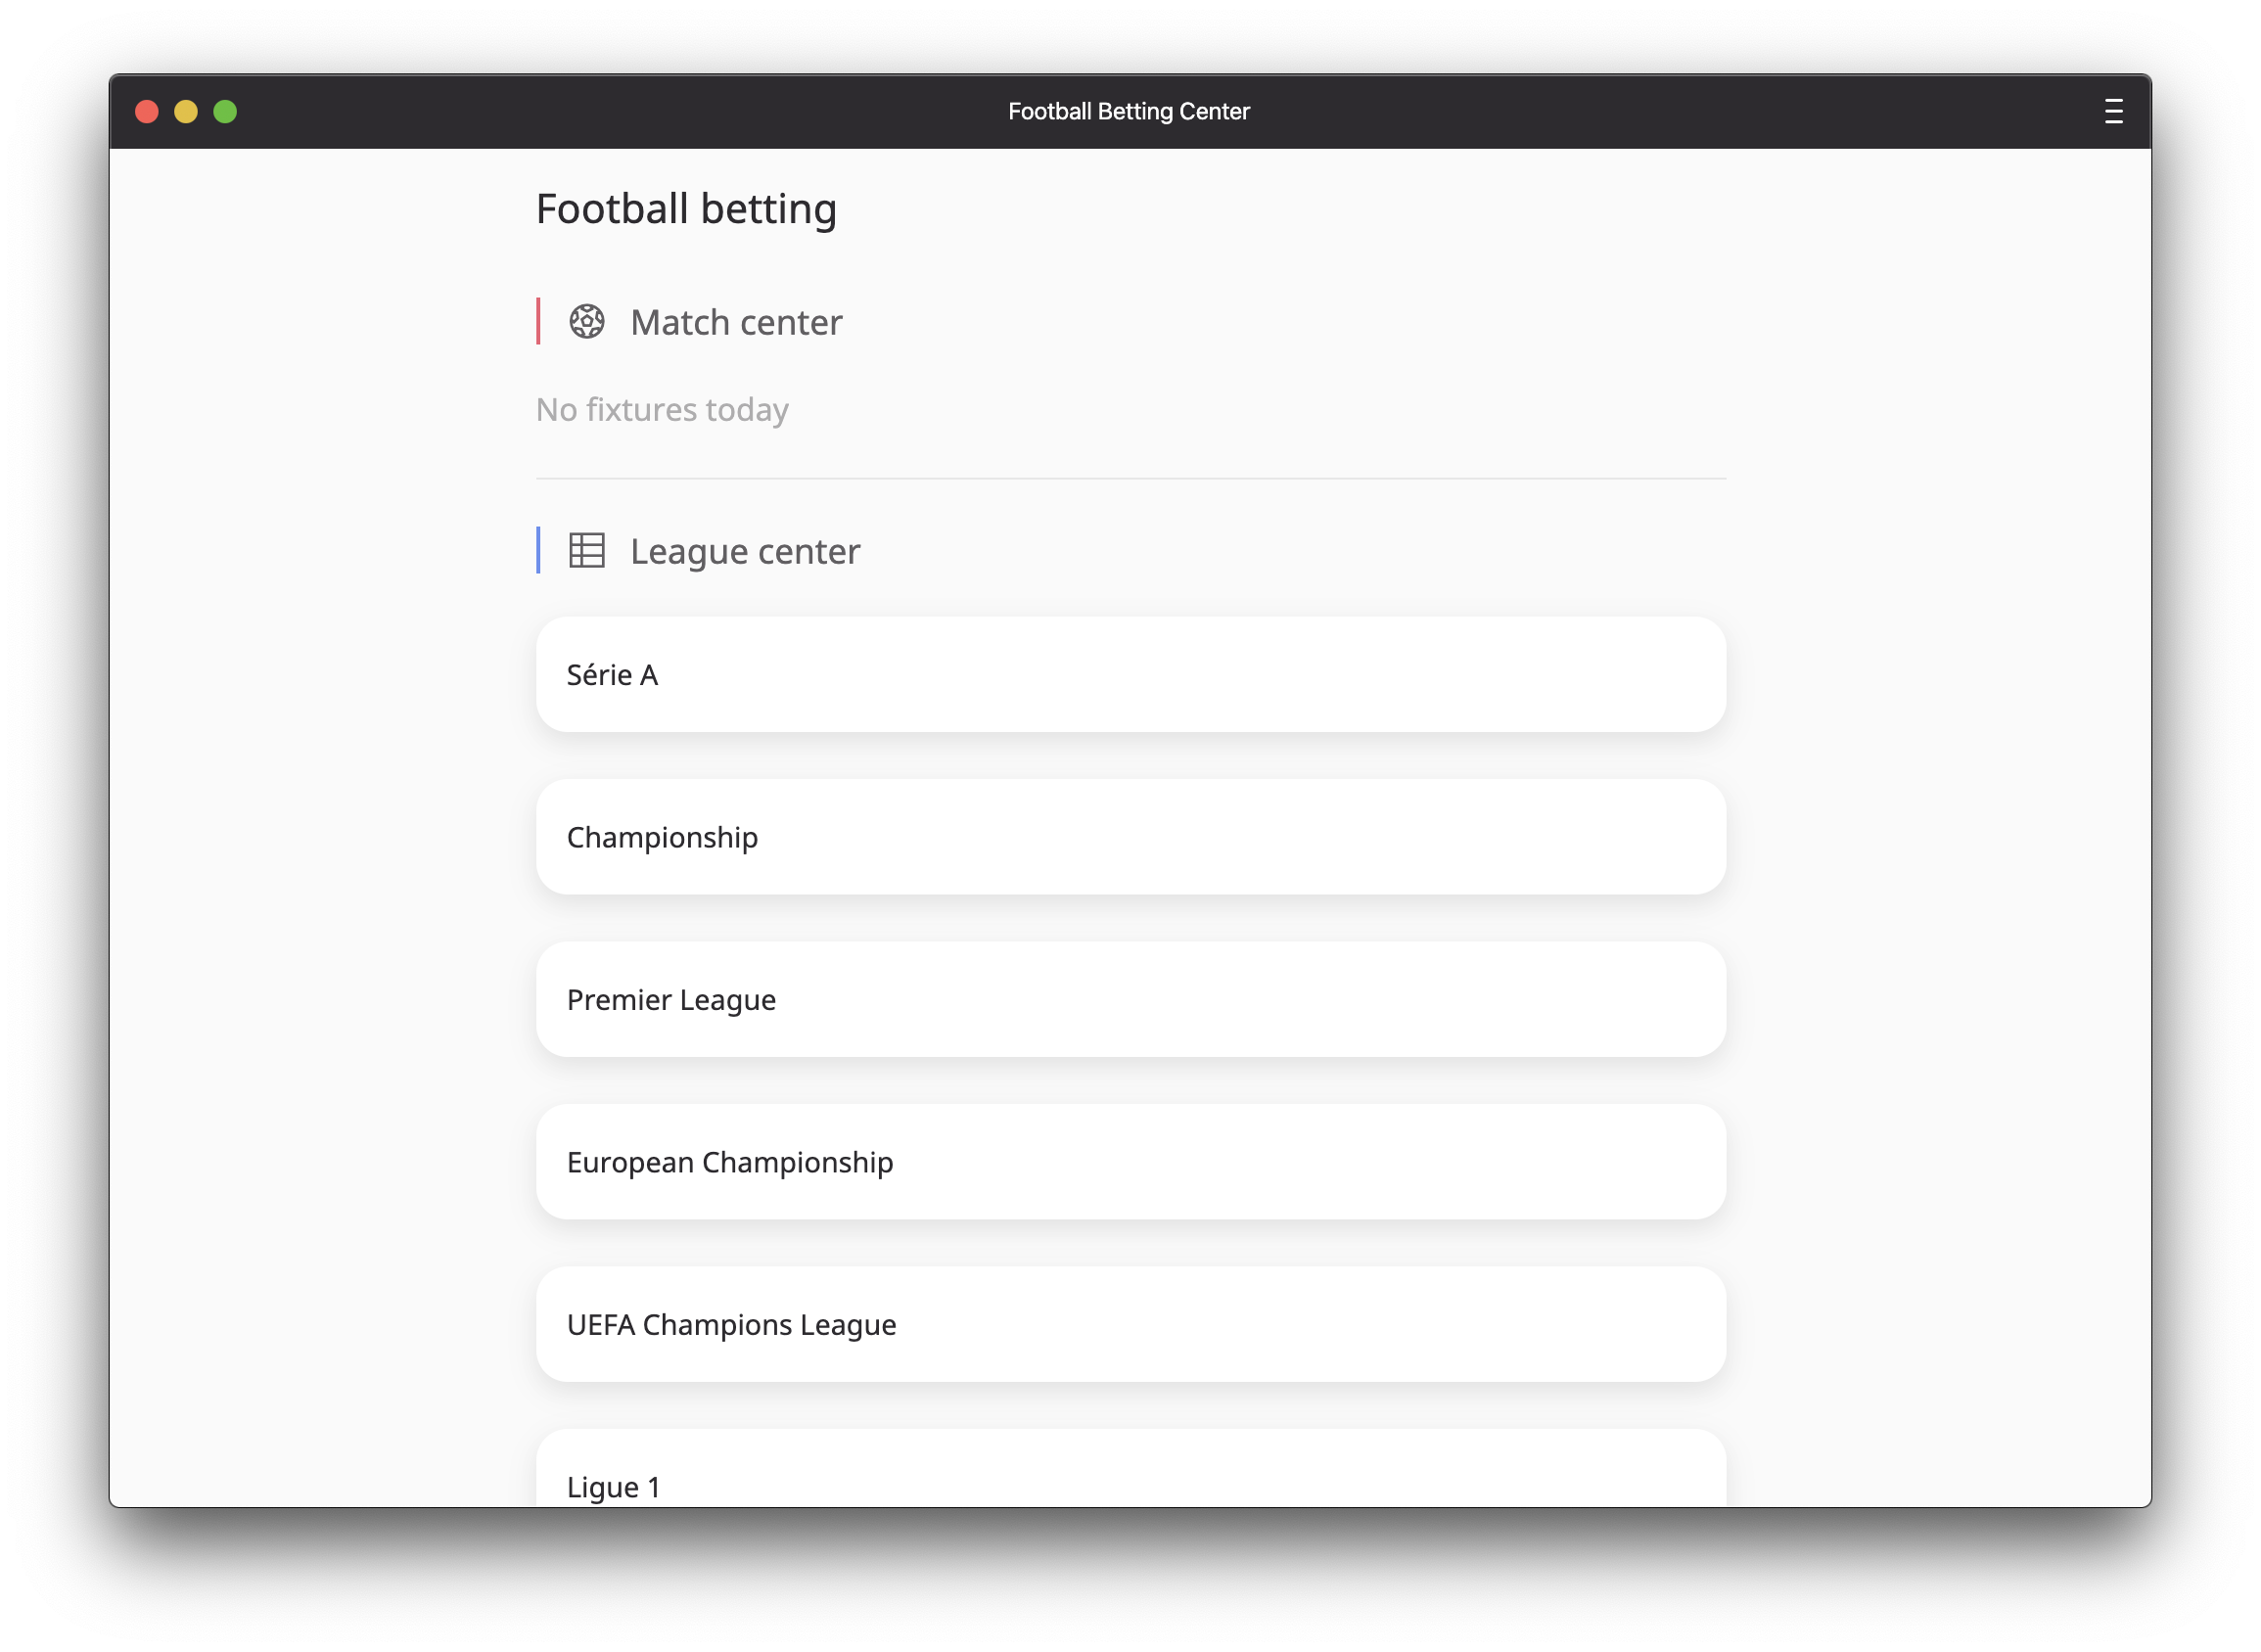 Football Betting Center
Football betting
Match center
No fixtures today
League center
Série A
Championship
Premier League
European Championship
UEFA Champions League
Ligue 1